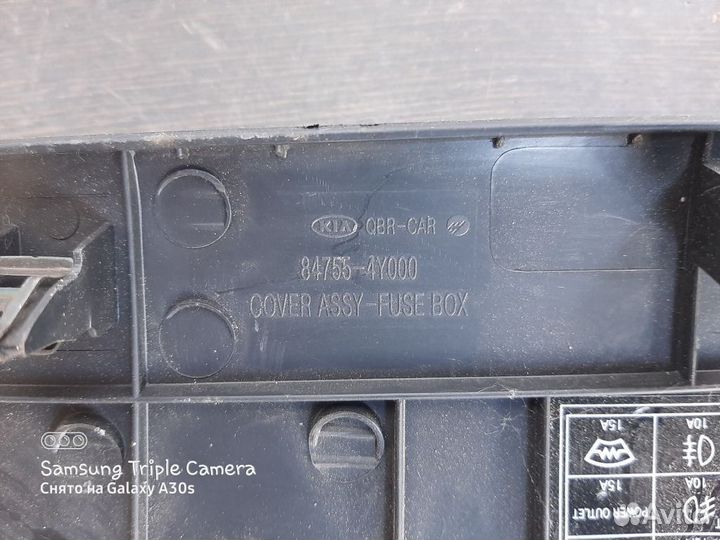 KIA QBR-CAR
84755-4Y000
COVER ASSY-FUSE BOX
15A 10A
15A 10A
POWER OUTLET
Samsung Triple Camera
Снято на Galaxy A30s
Avito